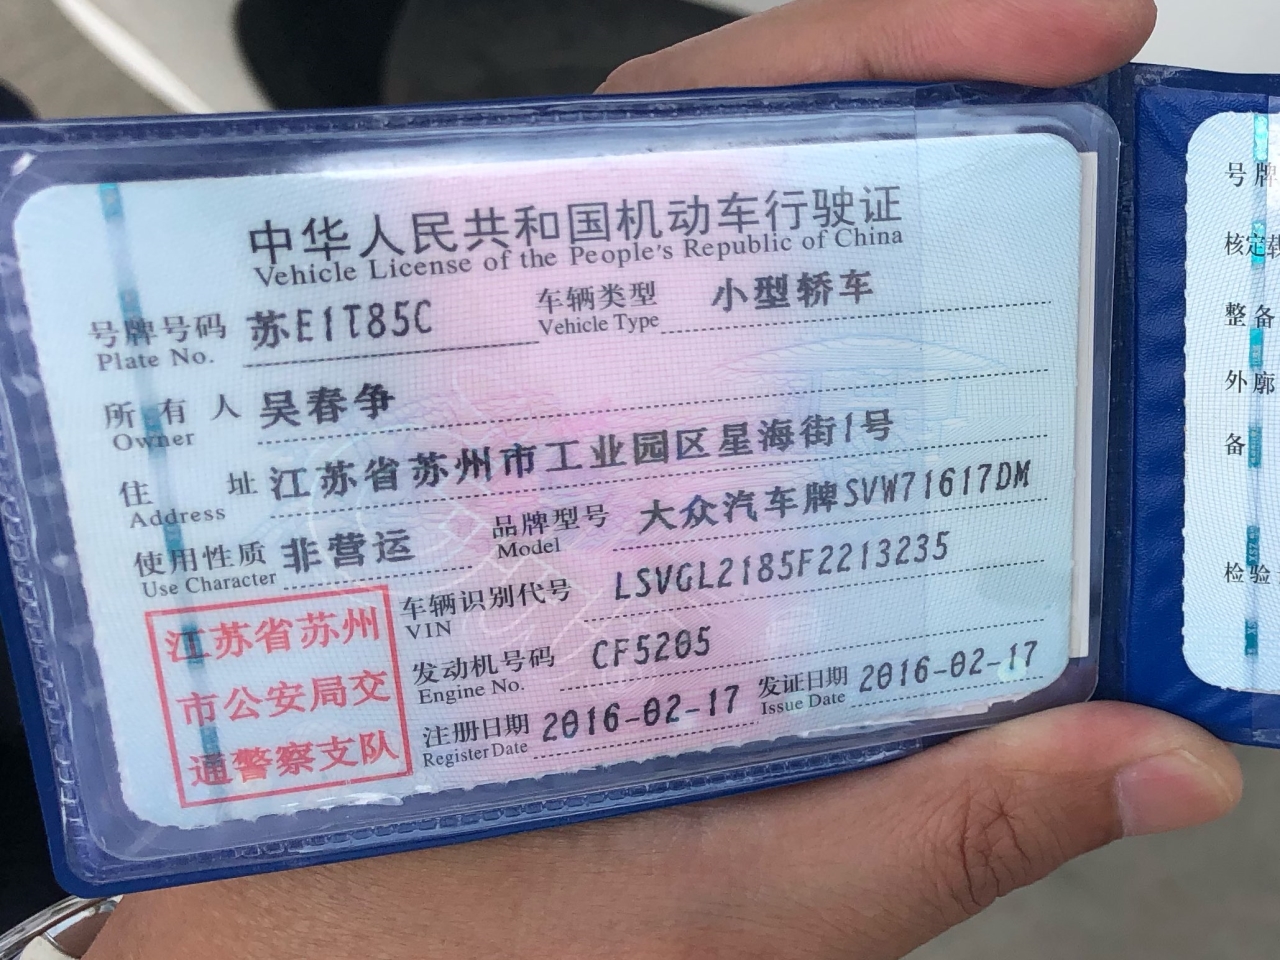 中华人民共和国机动车行驶证
Vehicle License of the People's Republic of China
号牌号码 苏E1T85C 车辆类型 小型轿车
Plate No. Vehicle Type
所有人 吴春争
Owner
住址 江苏省苏州市工业园区星海街1号
Address
使用性质 非营运 品牌型号 大众汽车牌SVW71617DM
Use Character Model
车辆识别代号 LSVGL2185F2213235
VIN
发动机号码 CF5205
Engine No.
注册日期 2016-02-17 发证日期 2016-02-17
Register Date Issue Date
江苏省苏州
市公安局交
通警察支队
号牌
核定载
整备
外廓
备
检验